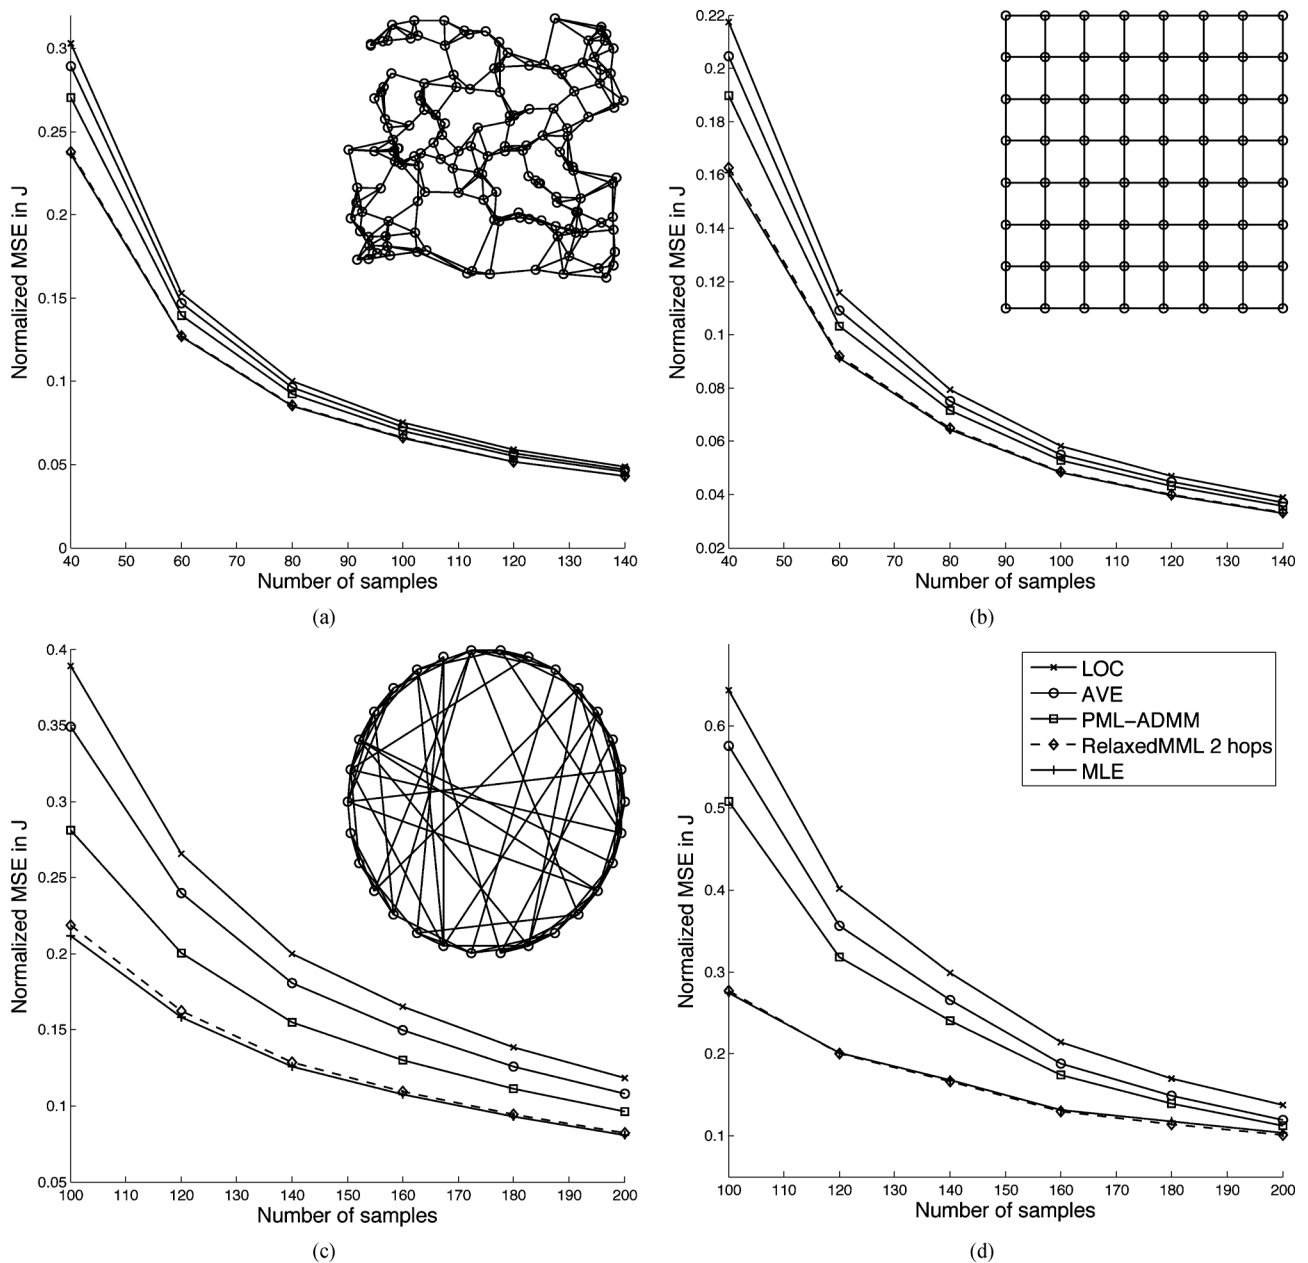 0.3
0.25
0.2
0.15
0.1
0.05
0
Normalized MSE in J
40 50 60 70 80 90 100 110 120 130 140
Number of samples
(a)
0.22
0.2
0.18
0.16
0.14
0.12
0.1
0.08
0.06
0.04
0.02
Normalized MSE in J
40 50 60 70 80 90 100 110 120 130 140
Number of samples
(b)
0.4
0.35
0.3
0.25
0.2
0.15
0.1
0.05
Normalized MSE in J
100 110 120 130 140 150 160 170 180 190 200
Number of samples
(c)
0.6
0.5
0.4
0.3
0.2
0.1
Normalized MSE in J
LOC
AVE
PML−ADMM
RelaxedMML 2 hops
MLE
100 110 120 130 140 150 160 170 180 190 200
Number of samples
(d)